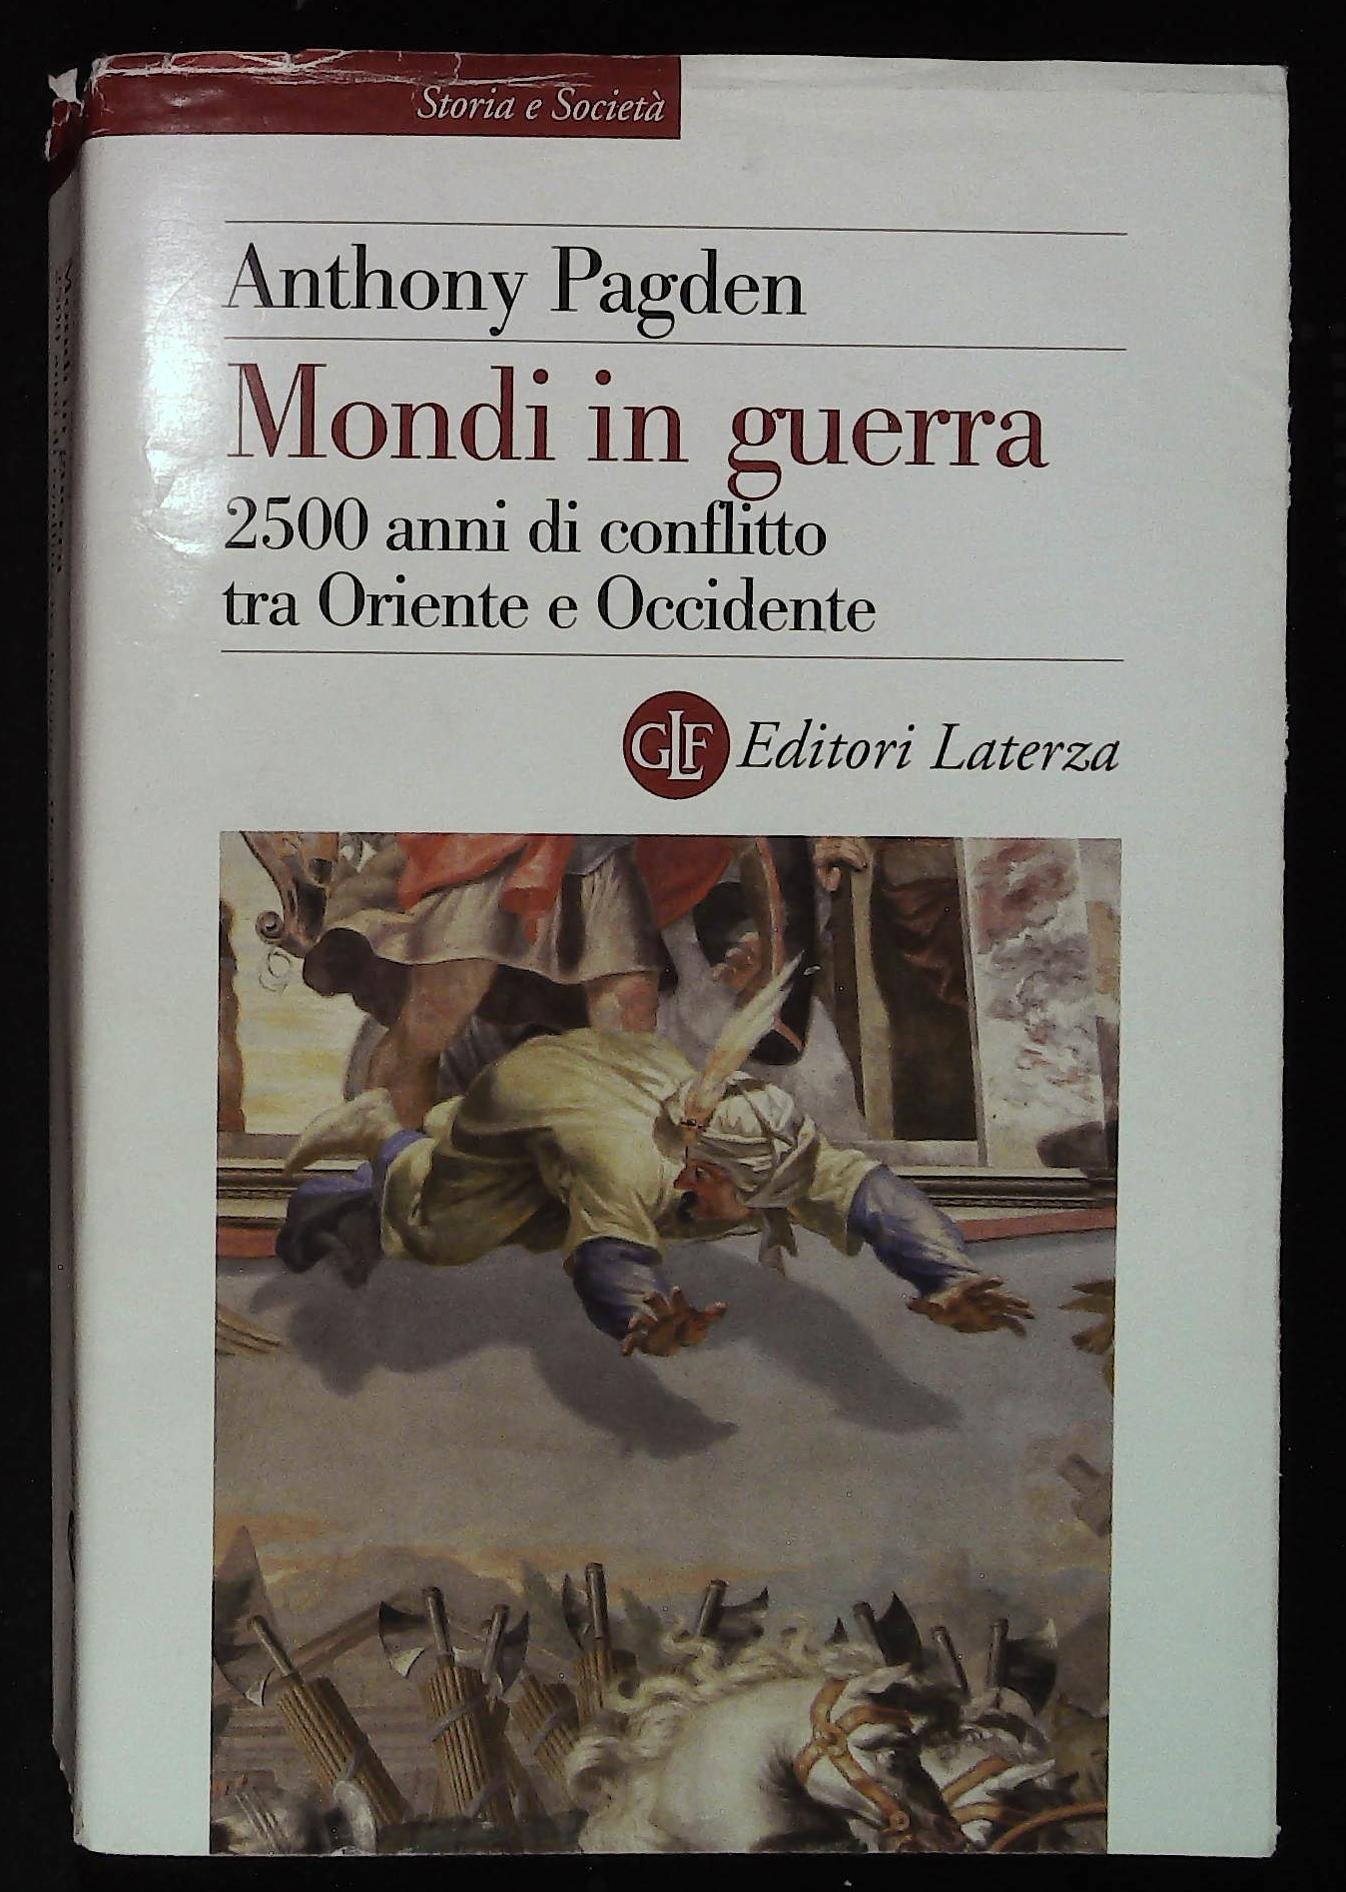 Storia e Società
Anthony Pagden
Mondi in guerra
2500 anni di conflitto
tra Oriente e Occidente
GLF Editori Laterza